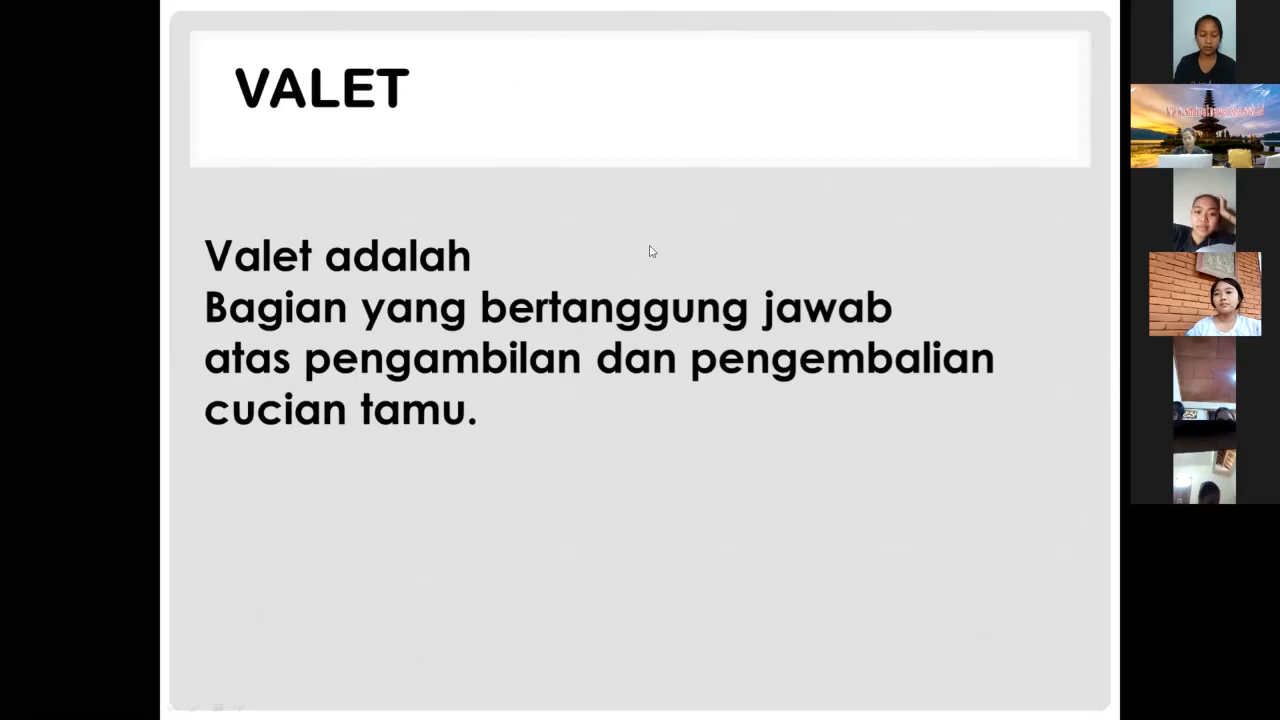 VALET
Valet adalah
Bagian yang bertanggung jawab
atas pengambilan dan pengembalian
cucian tamu.